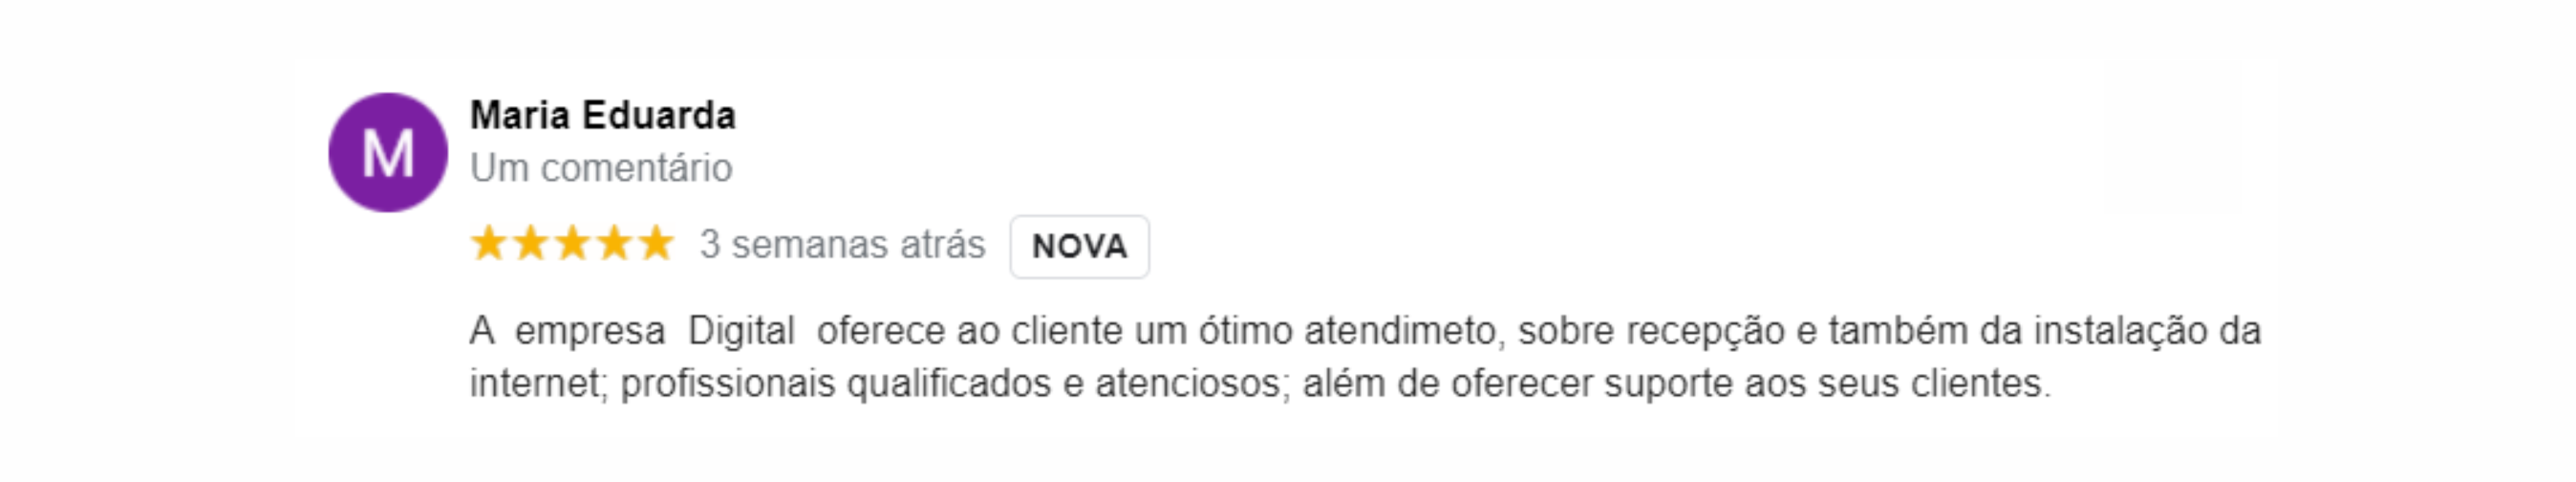 M
Maria Eduarda
Um comentário
3 semanas atrás NOVA
A empresa Digital oferece ao cliente um ótimo atendimeto, sobre recepção e também da instalação da
internet; profissionais qualificados e atenciosos; além de oferecer suporte aos seus clientes.